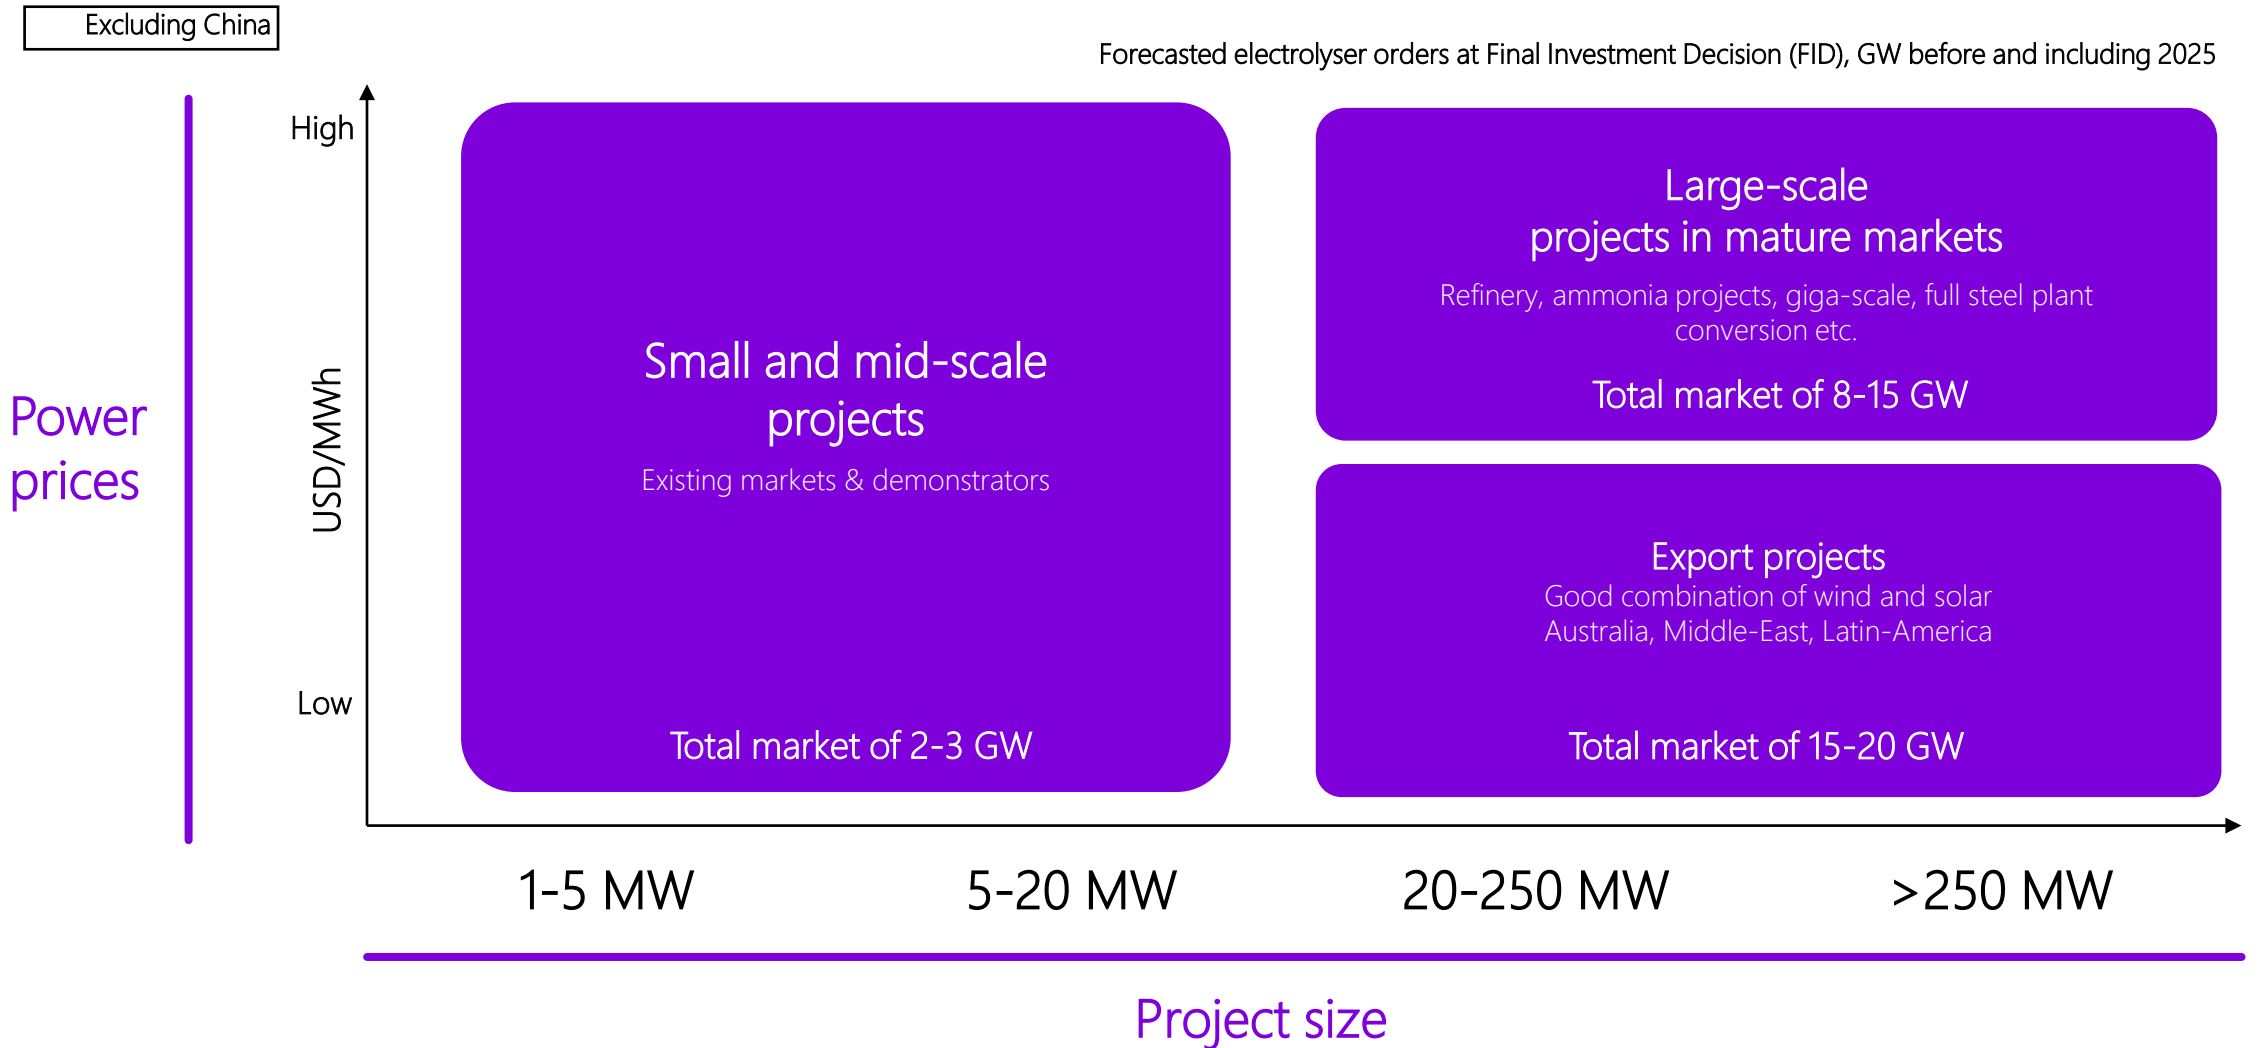 Excluding China
Forecasted electrolyser orders at Final Investment Decision (FID), GW before and including 2025
Power
prices
High
USD/MWh
Low
Small and mid-scale
projects
Existing markets & demonstrators
Total market of 2-3 GW
Large-scale
projects in mature markets
Refinery, ammonia projects, giga-scale, full steel plant
conversion etc.
Total market of 8-15 GW
Export projects
Good combination of wind and solar
Australia, Middle-East, Latin-America
Total market of 15-20 GW
1-5 MW
5-20 MW
20-250 MW
>250 MW
Project size